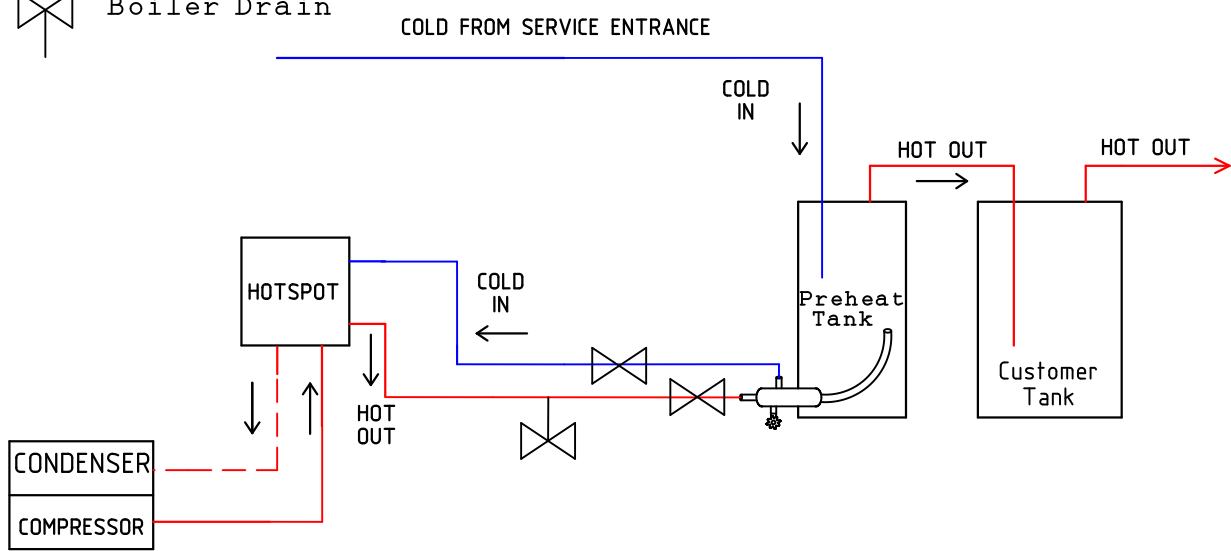 Boiler Drain
COLD FROM SERVICE ENTRANCE
COLD
IN
HOT OUT
HOT OUT
HOTSPOT
COLD
IN
Preheat
Tank
Customer
Tank
HOT
OUT
CONDENSER
COMPRESSOR